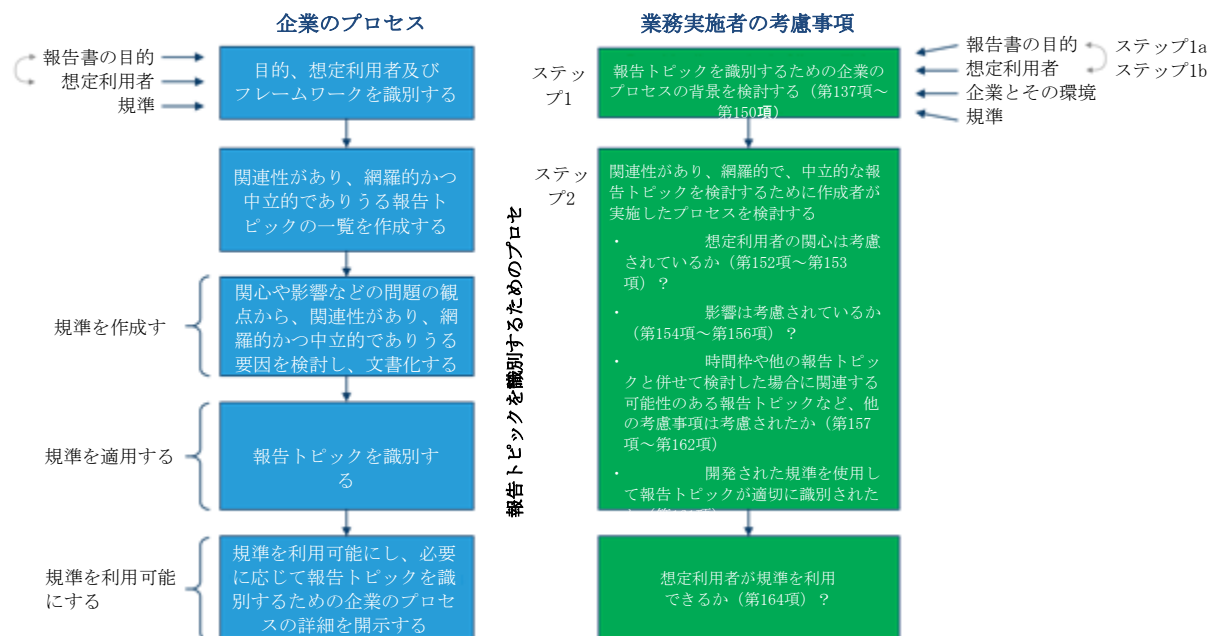 企業のプロセス
報告書の目的
想定利用者
規準
目的、想定利用者及び
フレームワークを識別する
関連性があり、網羅的かつ
中立的でありうる報告ト
ピックの一覧を作成する
規準を作成す
関心や影響などの問題の観
点から、関連性があり、網
羅的かつ中立的でありうる
要因を検討し、文書化する
規準を適用する
報告トピックを識別す
る
規準を利用可能
にする
規準を利用可能にし、必要
に応じて報告トピックを識
別するための企業のプロセ
スの詳細を開示する
報告トピックを識別するためのプロセ
業務実施者の考慮事項
ステッ
プ1
報告トピックを識別するための企業の
プロセスの背景を検討する（第137項～
第150項）
報告書の目的
想定利用者
企業とその環境
規準
ステップ1a
ステップ1b
ステッ
プ2
関連性があり、網羅的で、中立的な報
告トピックを検討するために作成者が
実施したプロセスを検討する
・ 想定利用者の関心は考慮
されているか（第152項～第153
項）？
・ 影響は考慮されているか
（第154項～第156項）？
・ 時間枠や他の報告トピッ
クと併せて検討した場合に関連する
可能性のある報告トピックなど、他
の考慮事項は考慮されたか（第157
項～第162項）
・ 開発された規準を使用し
て報告トピックが適切に識別された
想定利用者が規準を利用
できるか（第164項）？